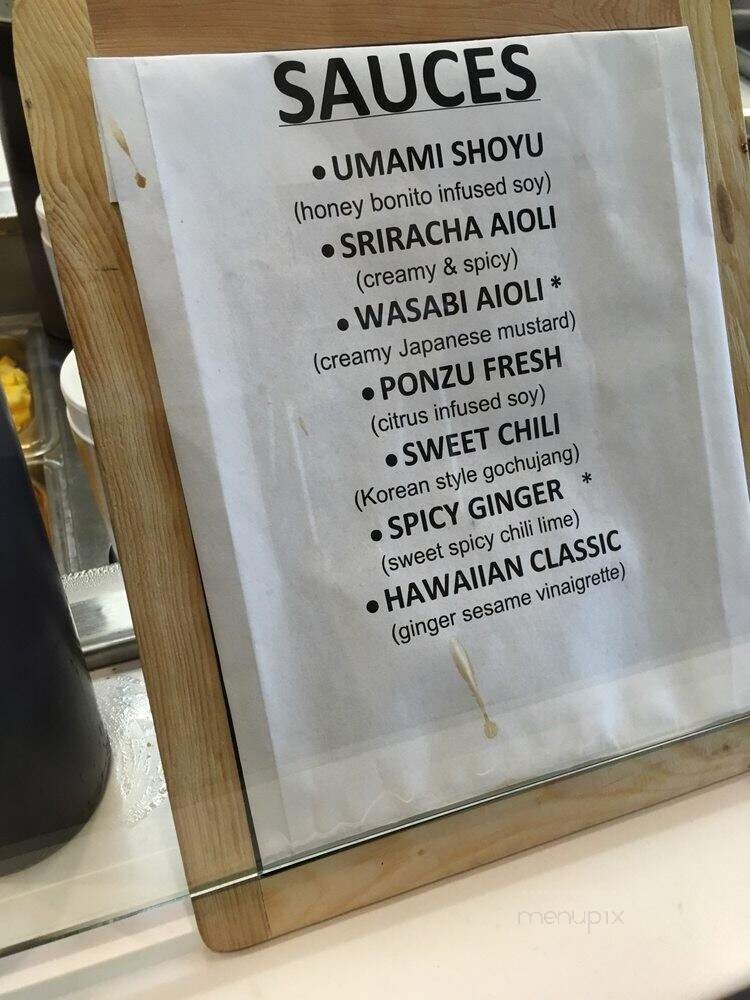 SAUCES
• UMAMI SHOYU
(honey bonito infused soy)
• SRIRACHA AIOLI
(creamy & spicy)
• WASABI AIOLI *
(creamy Japanese mustard)
• PONZU FRESH
(citrus infused soy)
• SWEET CHILI
(Korean style gochujang)
• SPICY GINGER *
(sweet spicy chili lime)
• HAWAIIAN CLASSIC
(ginger sesame vinaigrette)
menupix